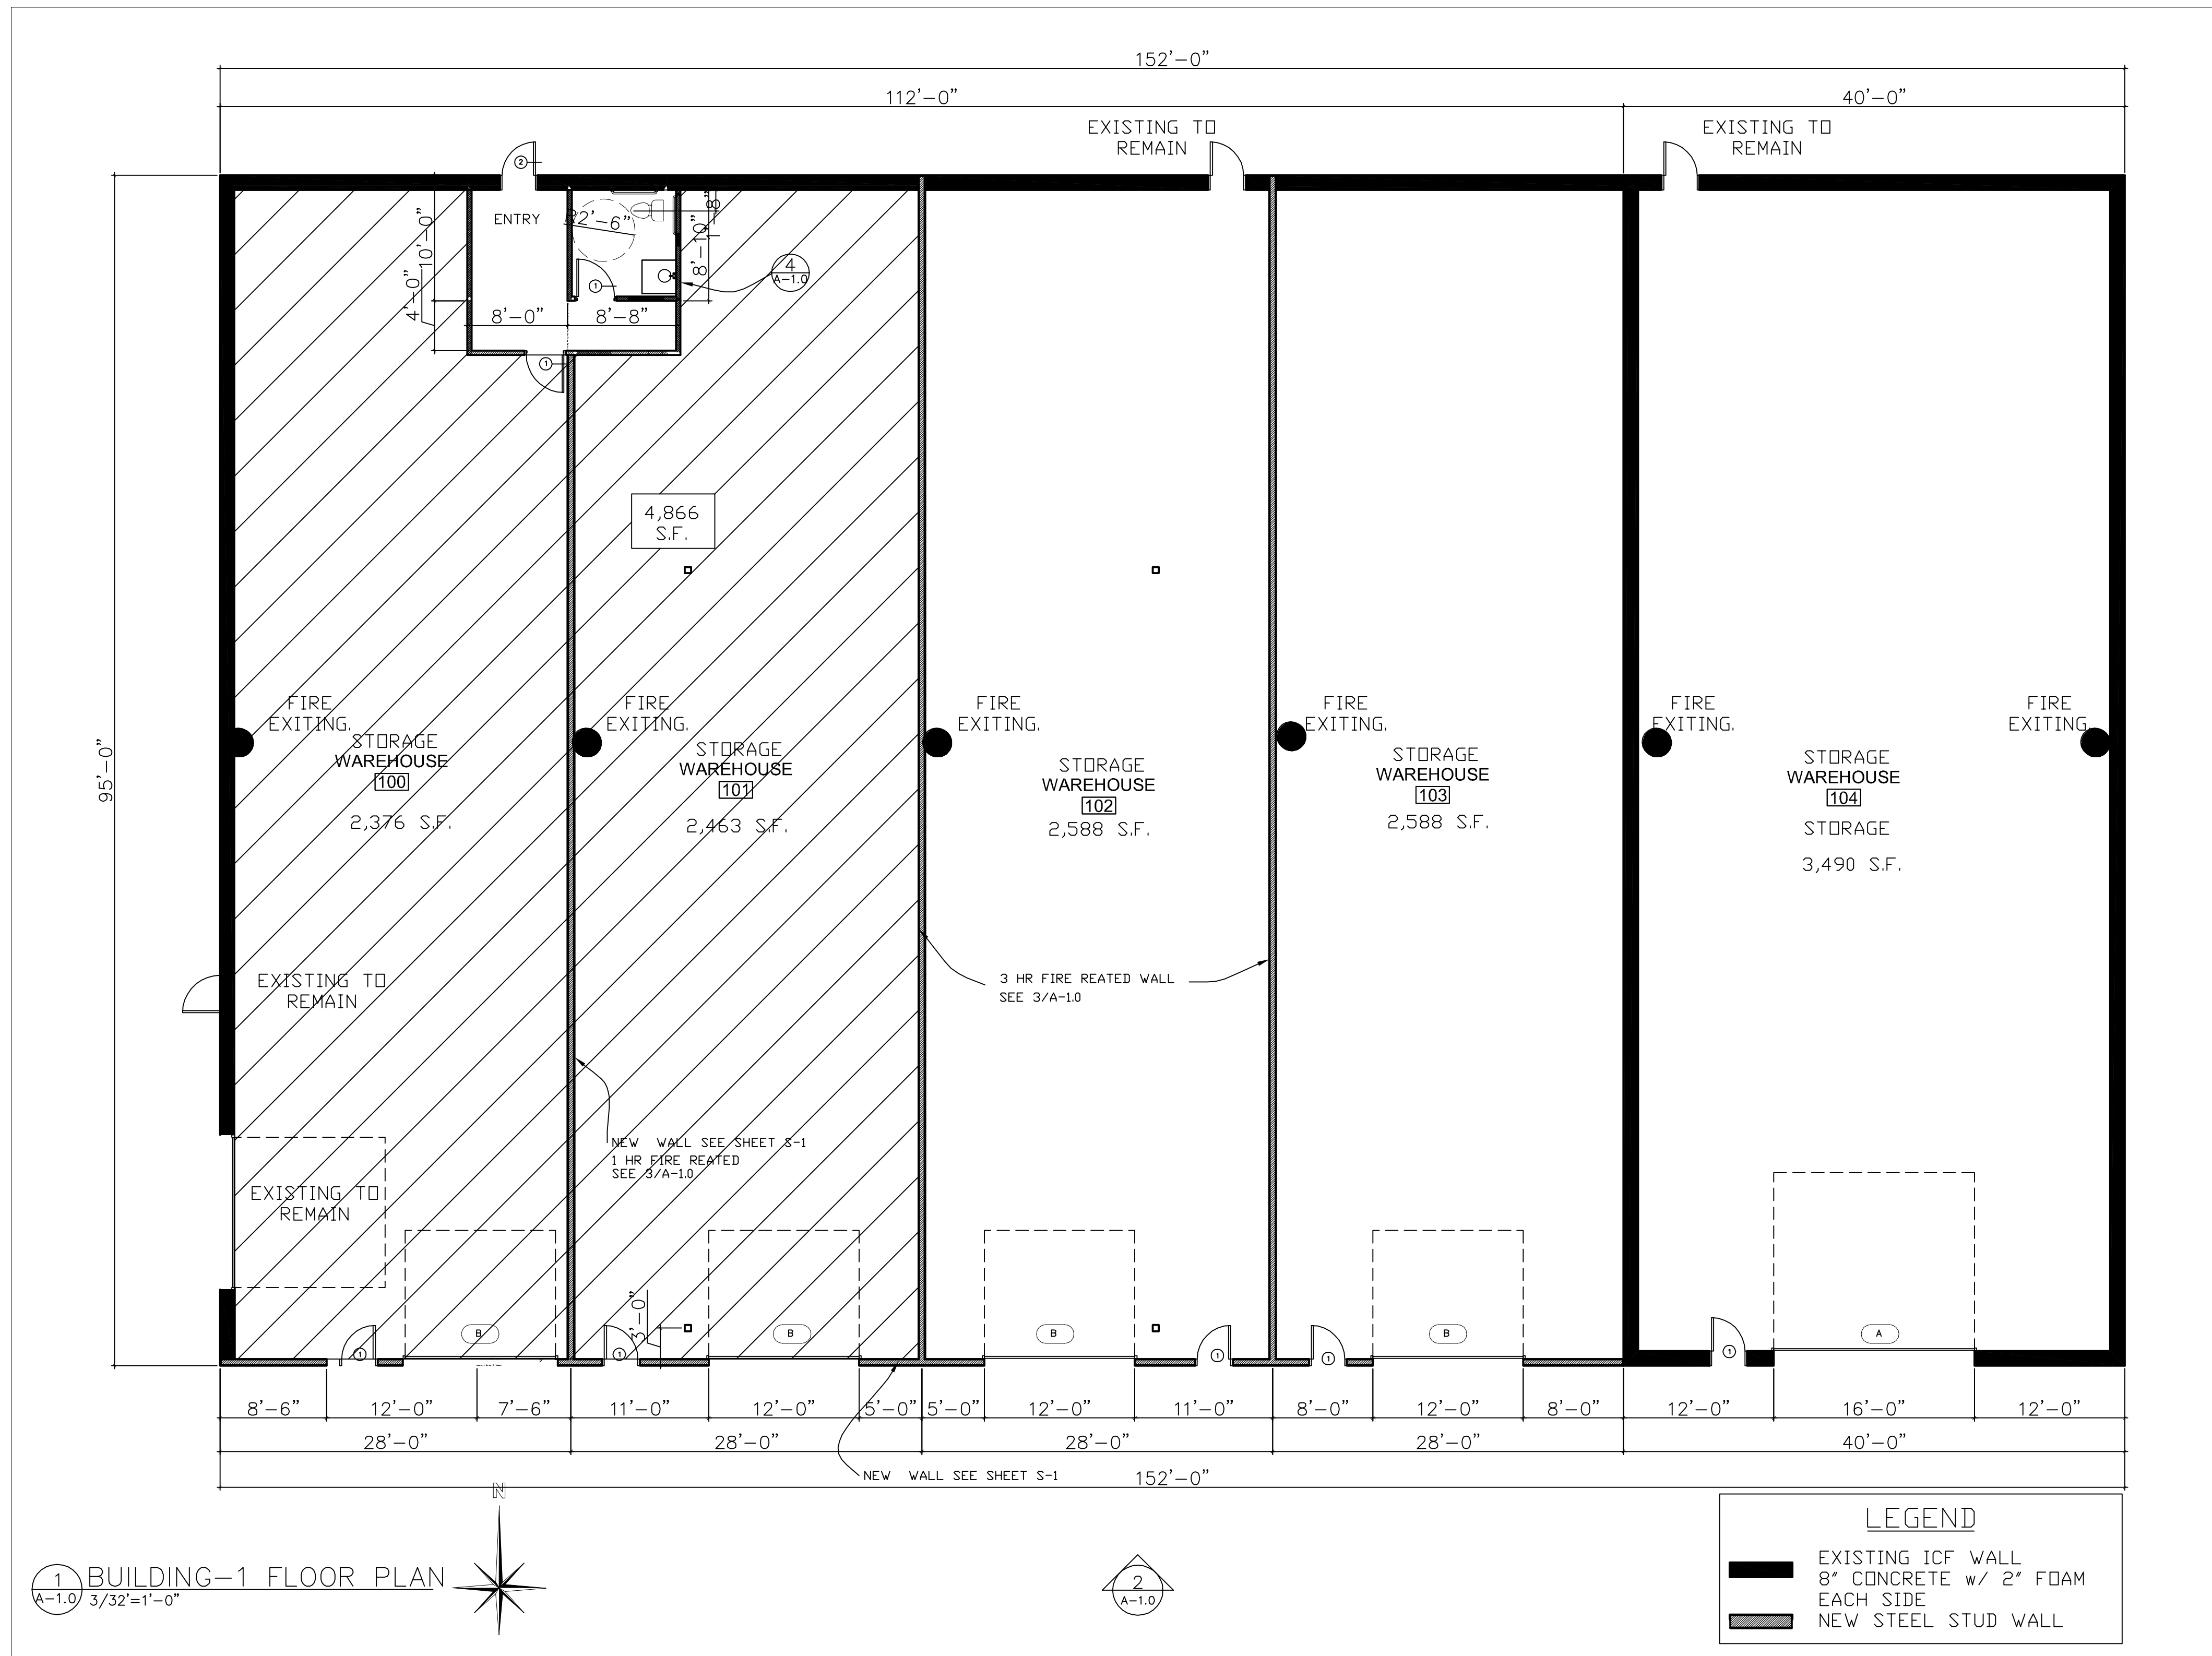 152'-0"
112'-0"
40'-0"
EXISTING TO
REMAIN
EXISTING TO
REMAIN
2
ENTRY
R2'-6"
8"
10'-0"
8'-10"
4
A-1.0
1
4'-0"
8'-0"
8'-8"
1
4,866
S.F.
95'-0"
FIRE
EXITING.
FIRE
EXITING.
FIRE
EXITING.
FIRE
EXITING.
FIRE
EXITING.
FIRE
EXITING.
STORAGE
WAREHOUSE
100
2,376 S.F.
STORAGE
WAREHOUSE
101
2,463 S.F.
STORAGE
WAREHOUSE
102
2,588 S.F.
STORAGE
WAREHOUSE
103
2,588 S.F.
STORAGE
WAREHOUSE
104
STORAGE
3,490 S.F.
EXISTING TO
REMAIN
3 HR FIRE REATED WALL
SEE 3/A-1.0
NEW WALL SEE SHEET S-1
1 HR FIRE REATED
SEE 3/A-1.0
EXISTING TO
REMAIN
3'-0"
1
B
1
B
B
1
1
B
1
A
8'-6"
12'-0"
7'-6"
11'-0"
12'-0"
5'-0"
5'-0"
12'-0"
11'-0"
8'-0"
12'-0"
8'-0"
12'-0"
16'-0"
12'-0"
28'-0"
28'-0"
28'-0"
28'-0"
40'-0"
NEW WALL SEE SHEET S-1
152'-0"
N
1
A-1.0
BUILDING-1 FLOOR PLAN
3/32'=1'-0"
2
A-1.0
LEGEND
EXISTING ICF WALL
8" CONCRETE w/ 2" FOAM
EACH SIDE
NEW STEEL STUD WALL